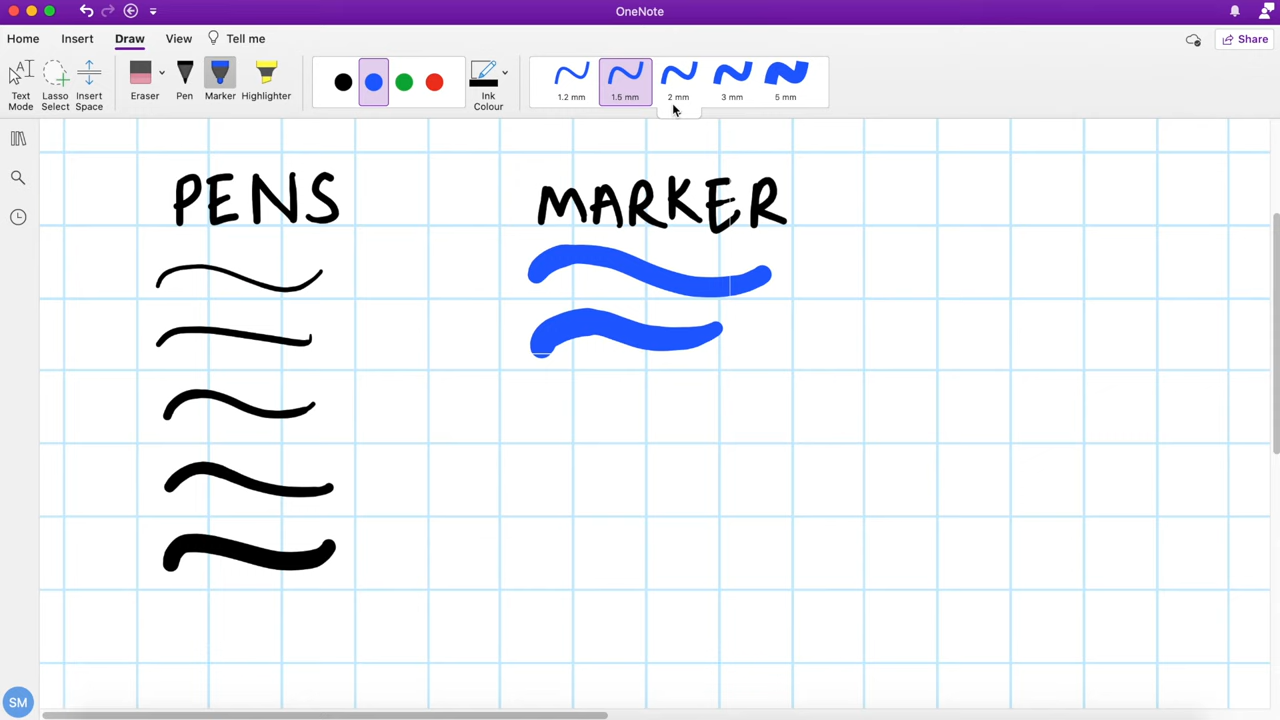 OneNote
Home Insert Draw View Tell me Share
Text Mode
Lasso Select
Insert Space
Eraser
Pen
Marker
Highlighter
Ink Colour
1.2 mm
1.5 mm
2 mm
3 mm
5 mm
PENS
MARKER
SM